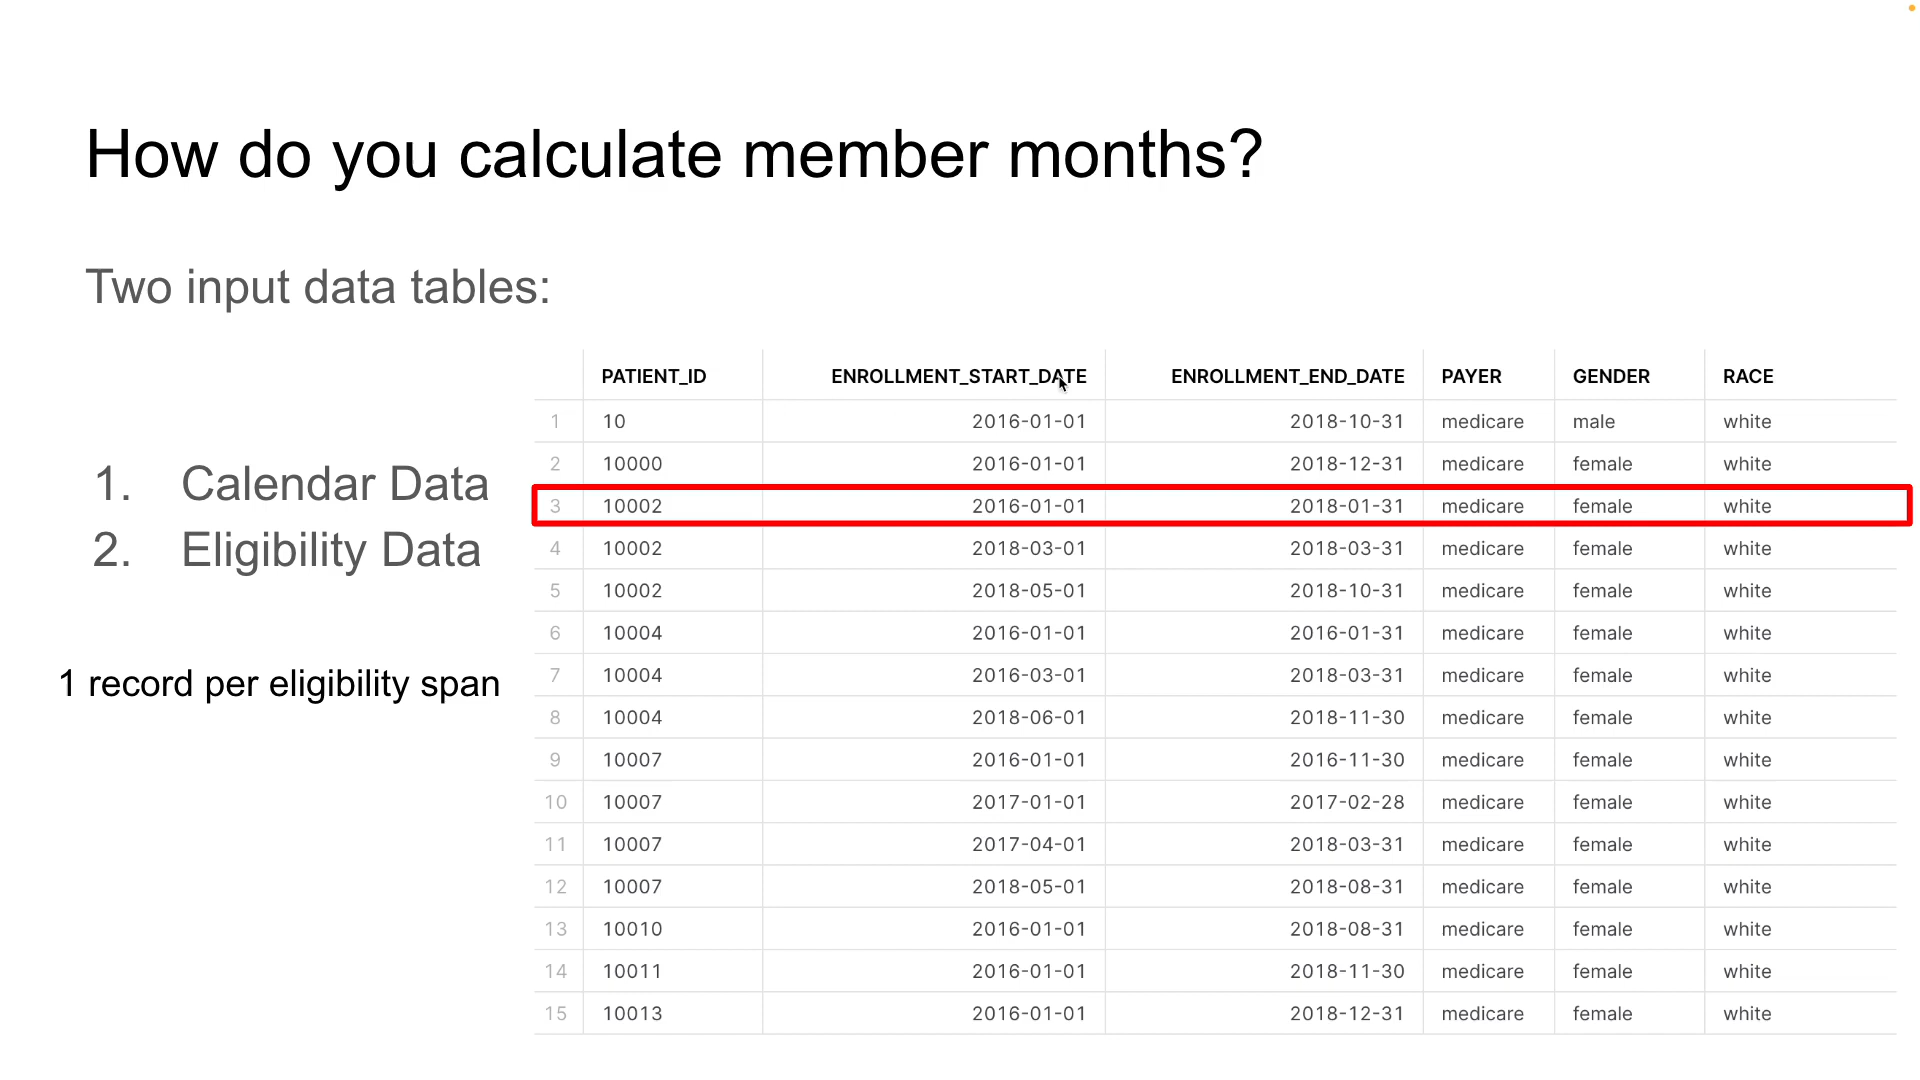 How do you calculate member months?
Two input data tables:
1. Calendar Data
2. Eligibility Data
1 record per eligibility span
PATIENT_ID ENROLLMENT_START_DATE ENROLLMENT_END_DATE PAYER GENDER RACE
1 10 2016-01-01 2018-10-31 medicare male white
2 10000 2016-01-01 2018-12-31 medicare female white
3 10002 2016-01-01 2018-01-31 medicare female white
4 10002 2018-03-01 2018-03-31 medicare female white
5 10002 2018-05-01 2018-10-31 medicare female white
6 10004 2016-01-01 2016-01-31 medicare female white
7 10004 2016-03-01 2018-03-31 medicare female white
8 10004 2018-06-01 2018-11-30 medicare female white
9 10007 2016-01-01 2016-11-30 medicare female white
10 10007 2017-01-01 2017-02-28 medicare female white
11 10007 2017-04-01 2018-03-31 medicare female white
12 10007 2018-05-01 2018-08-31 medicare female white
13 10010 2016-01-01 2018-08-31 medicare female white
14 10011 2016-01-01 2018-11-30 medicare female white
15 10013 2016-01-01 2018-12-31 medicare female white